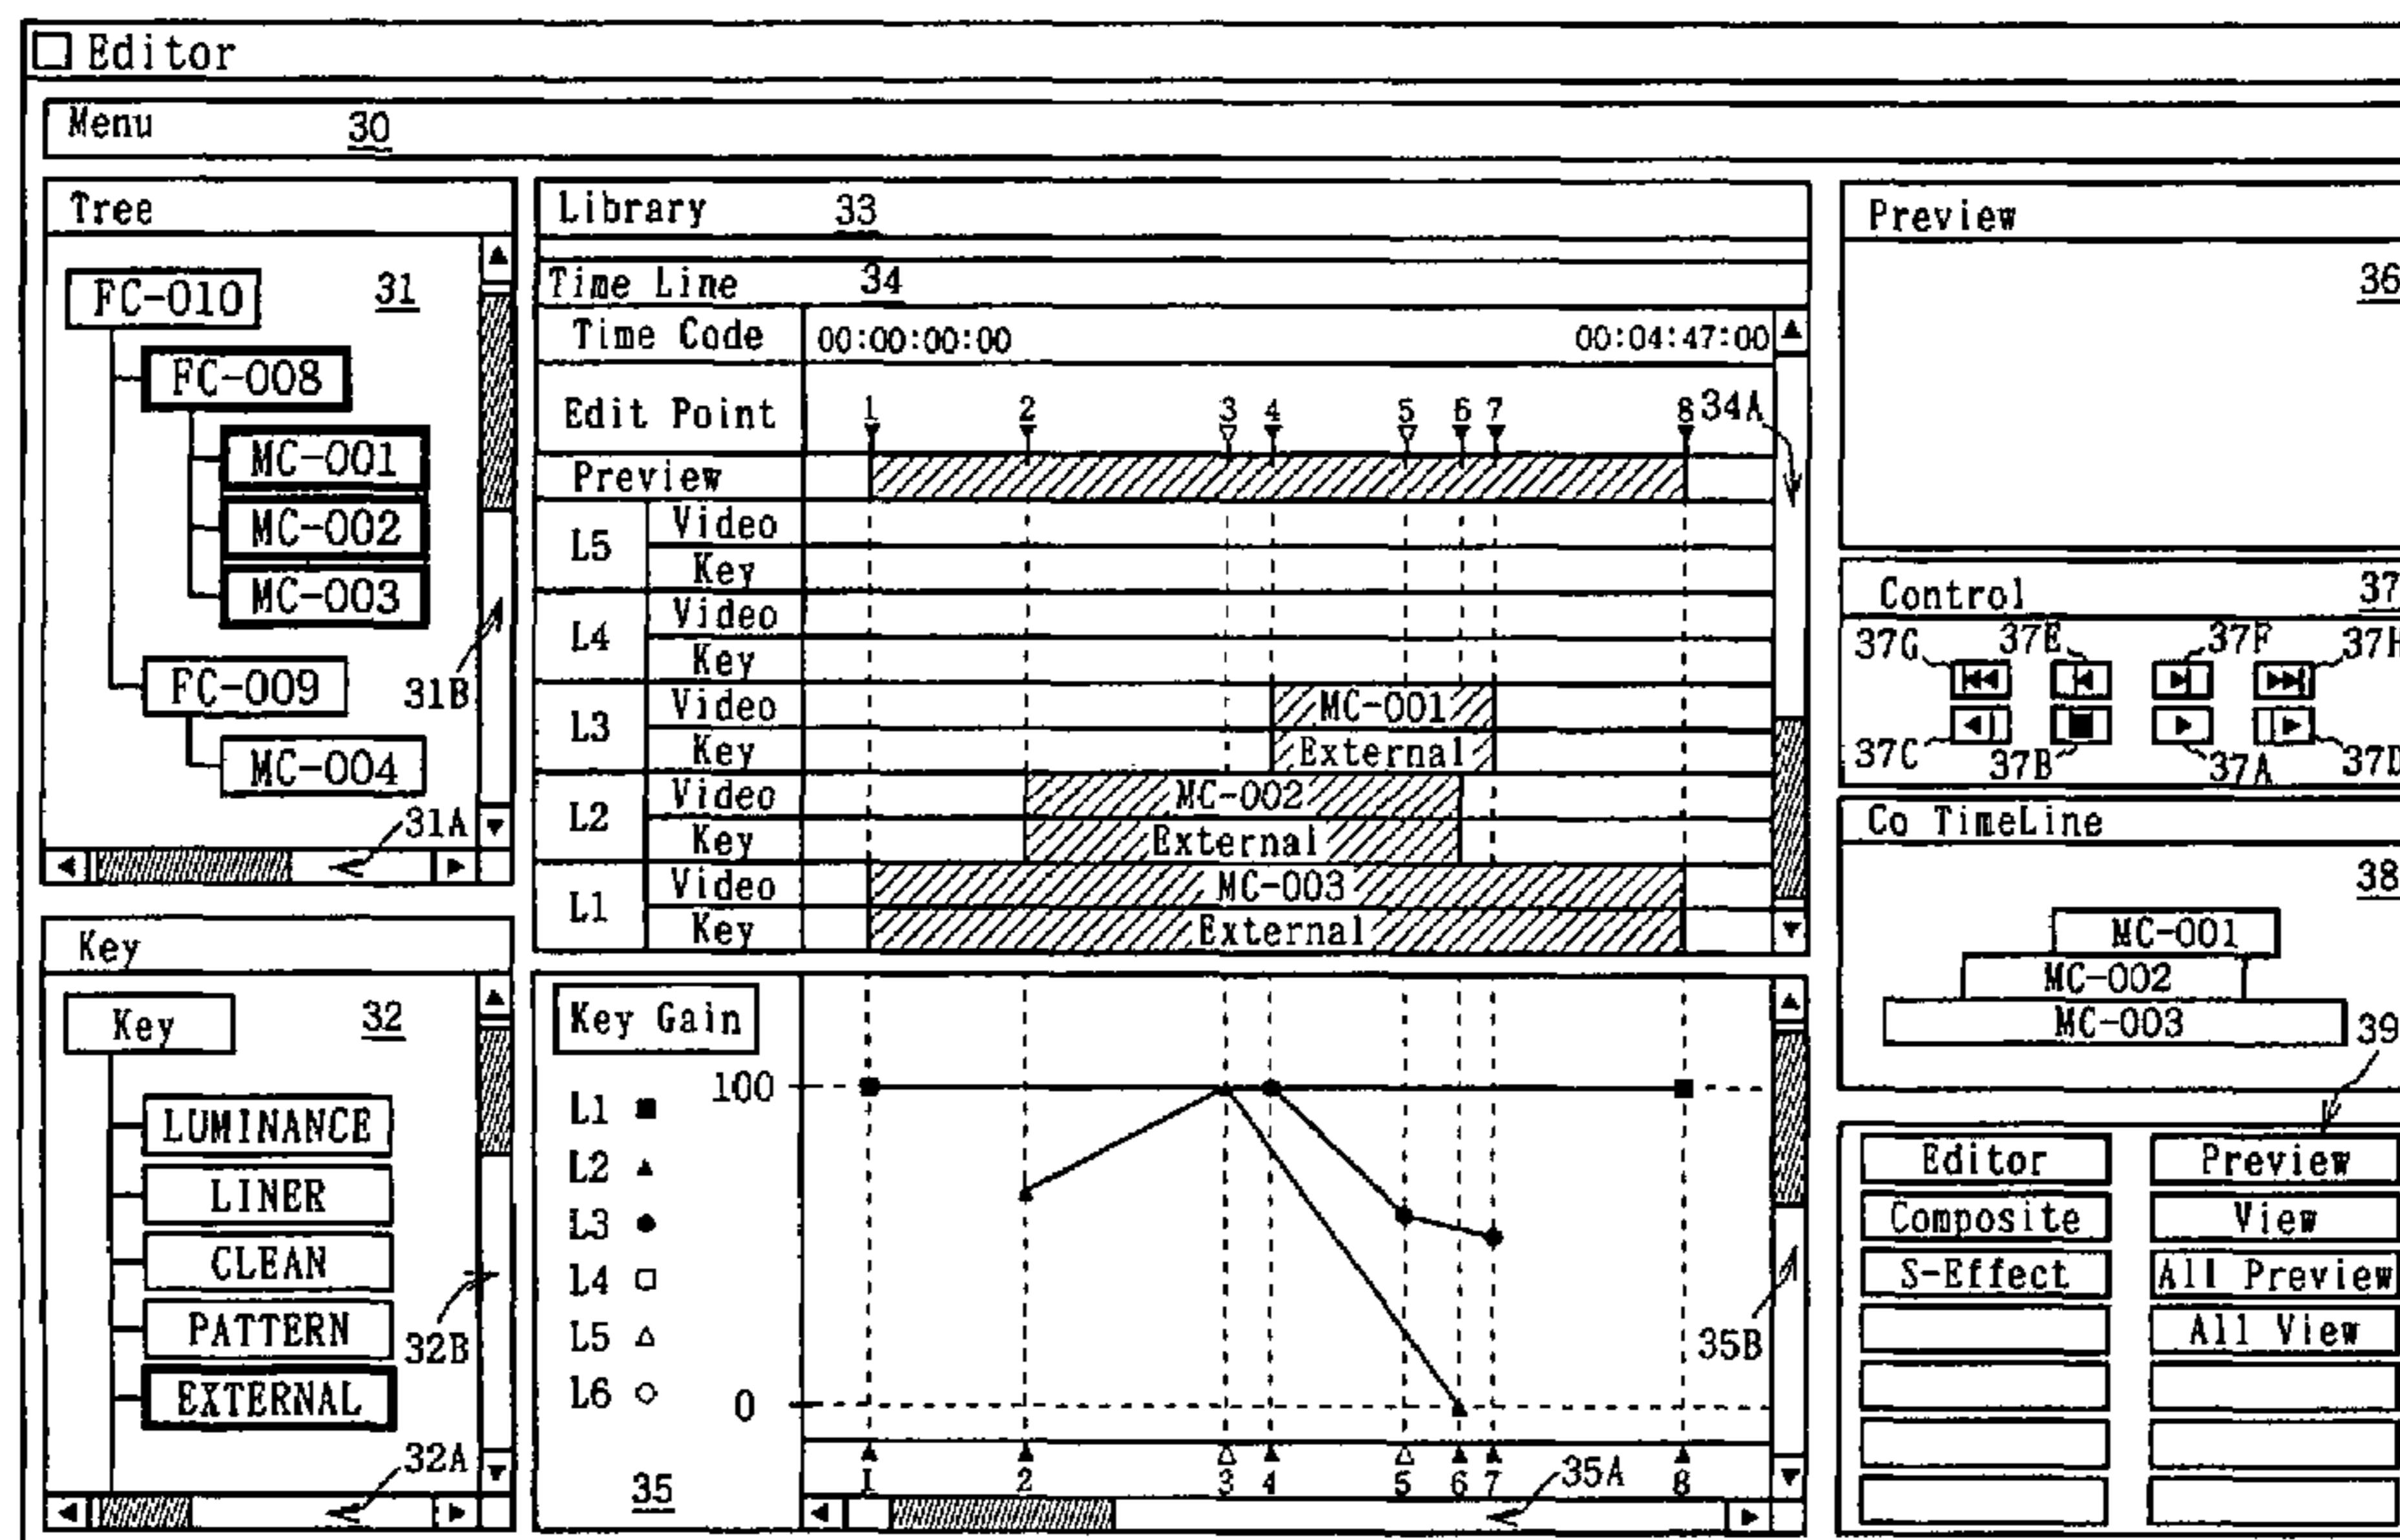 Editor
Menu 30
Tree
FC-010 31
FC-008
MC-001
MC-002
MC-003
31B
FC-009
MC-004
31A
Key
Key 32
LUMINANCE
LINER
CLEAN
PATTERN
32B
EXTERNAL
32A
Library 33
Time Line 34
Time Code 00:00:00:00 00:04:47:00
Edit Point 1 2 3 4 5 6 7 8 34A
Preview
L5 Video
Key
L4 Video
Key
L3 Video MC-001
Key External
L2 Video MC-002
Key External
L1 Video MC-003
Key External
Key Gain
100
L1
L2
L3
L4
L5
L6
0
35B
1 2 3 4 5 6 7 8
35
35A
Preview
36
Control 37
37G 37E 37F 37H
37C 37B 37A 37D
Co TimeLine
38
MC-001
MC-002
MC-003
39
Editor Preview
Composite View
S-Effect All Preview
All View